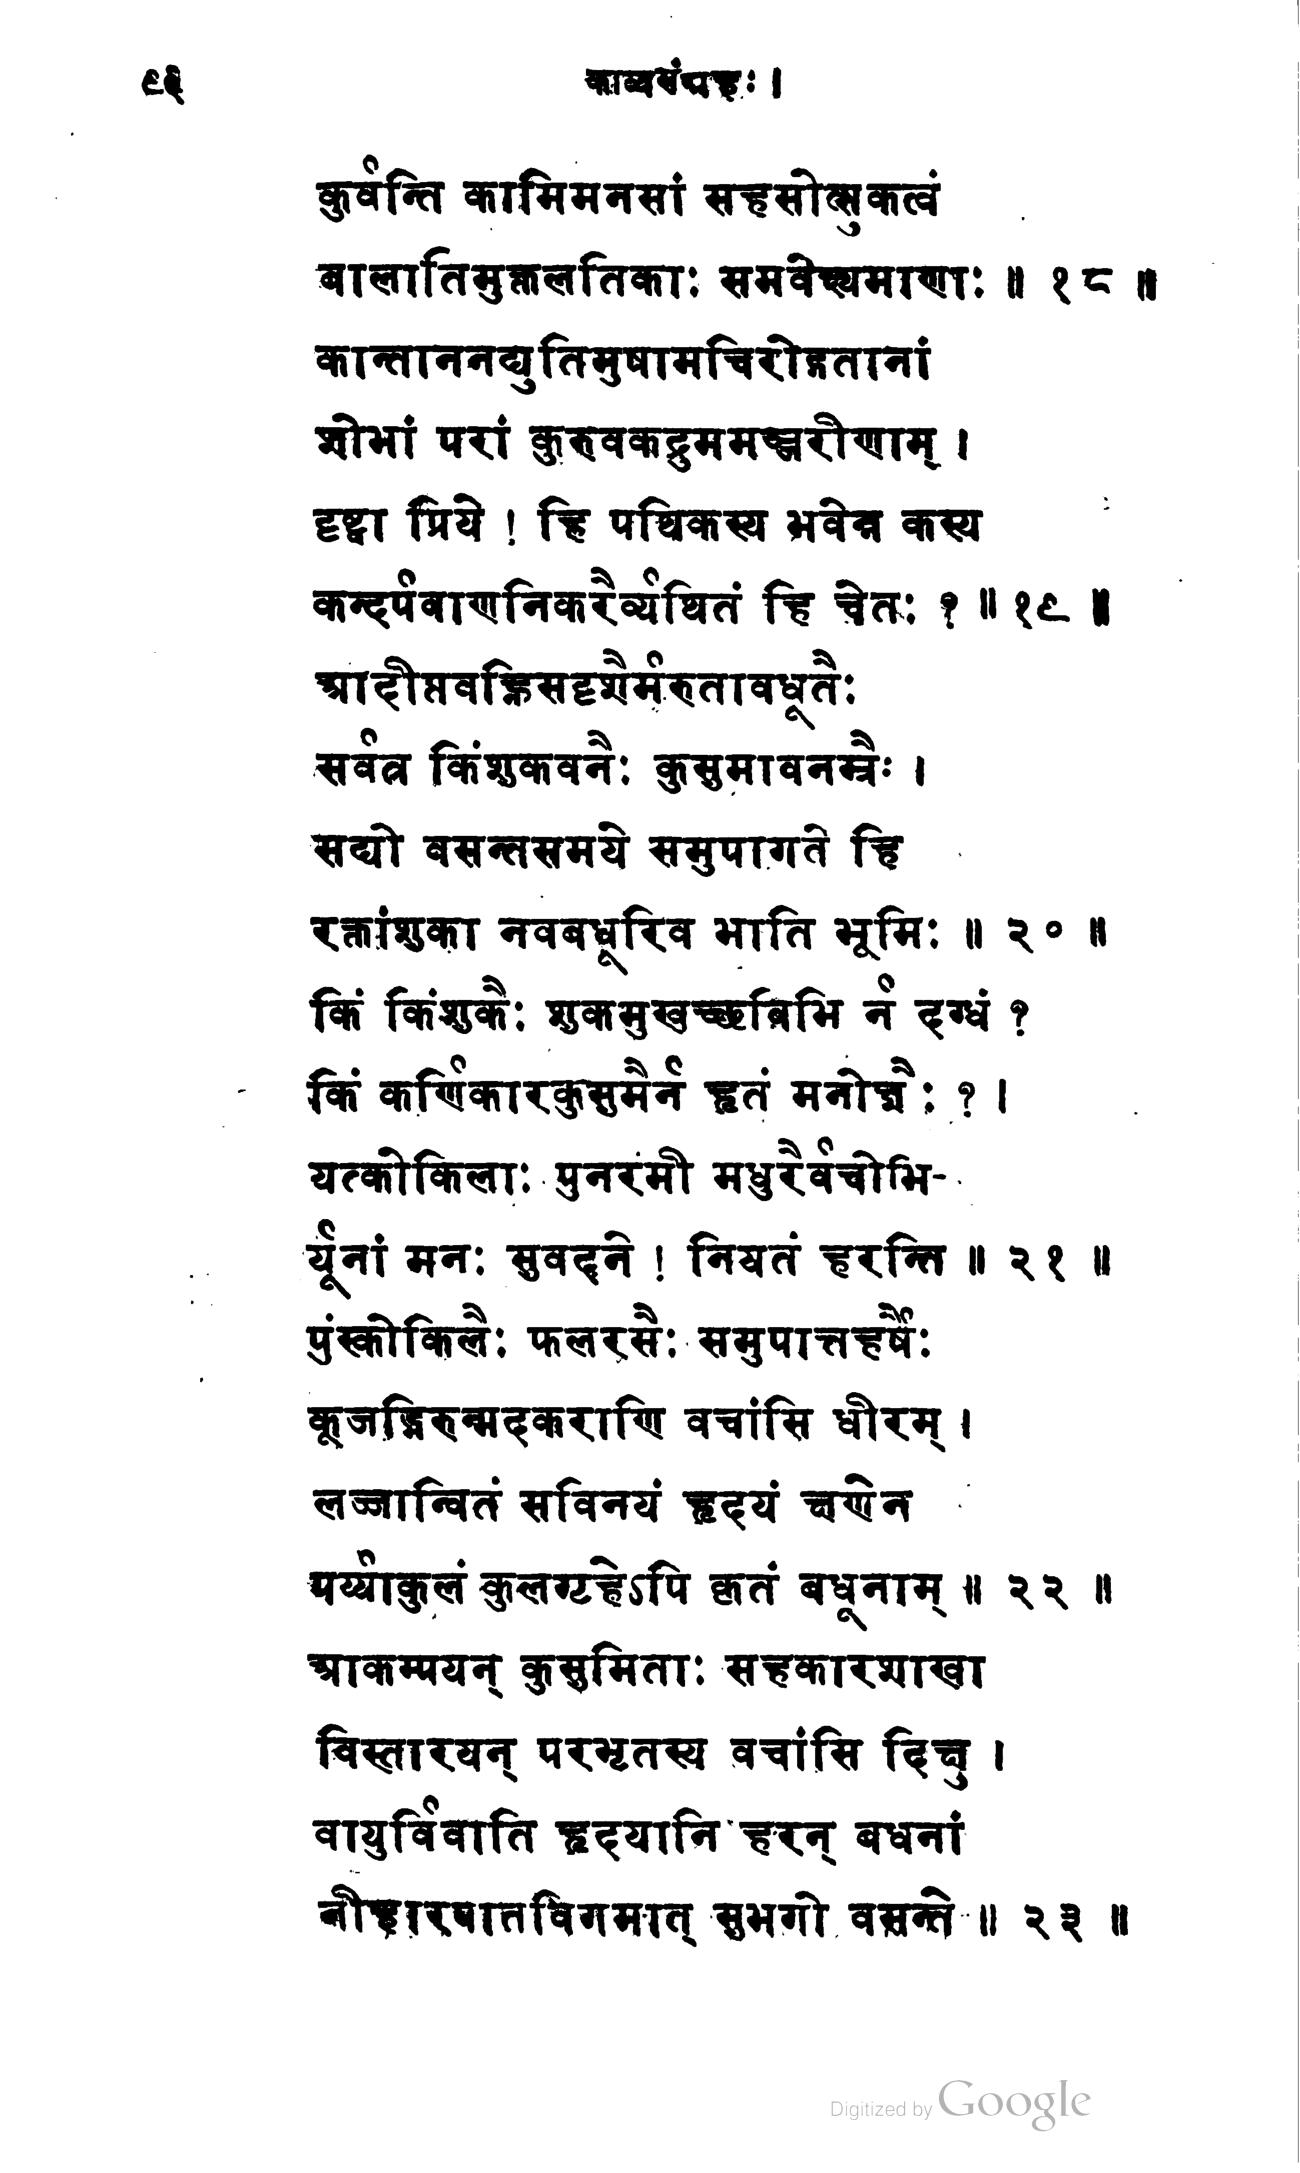 ९६ काव्यसंग्रहः ।
कुर्वन्ति कामिमनसां सहसोत्सुकत्वं
बालातिमुक्तलतिकाः समवेक्ष्यमाणाः ॥ १८ ॥
कान्ताननद्युतिमुषामचिरोद्गतानां
शोभां परां कुरुवकद्रुममञ्जरीणाम् ।
दृष्ट्वा प्रिये ! हि पथिकस्य भवेन्न कस्य
कन्दर्पबाणनिकरैर्व्यथितं हि चेतः ? ॥ १९ ॥
आदीप्तवह्निसदृशैर्मरुतावधूतैः
सर्वत्र किंशुकवनैः कुसुमावनम्रैः ।
सद्यो वसन्तसमये समुपागते हि
रक्तांशुका नवबधूरिव भाति भूमिः ॥ २० ॥
किं किंशुकैः शुकमुखच्छबिभि र्न दग्धं ?
किं कर्णिकारकुसुमैर्न हृतं मनोज्ञैः ? ।
यत्कोकिलाः पुनरमी मधुरैर्वचोभि-
र्यूनां मनः सुवदने ! नियतं हरन्ति ॥ २१ ॥
पुंस्कोकिलैः फलरसैः समुपात्तहर्षैः
कूजद्भिरुन्मदकराणि वचांसि धीरम् ।
लज्जान्वितं सविनयं हृदयं क्षणेन
पर्य्याकुलं कुलगृहेऽपि कृतं बधूनाम् ॥ २२ ॥
आकम्पयन् कुसुमिताः सहकारशाखा
विस्तारयन् परभृतस्य वचांसि दिक्षु ।
वायुर्विवाति हृदयानि हरन् बधनां
नीहारपातविगमात् सुभगो वसन्ते ॥ २३ ॥
Digitized by Google